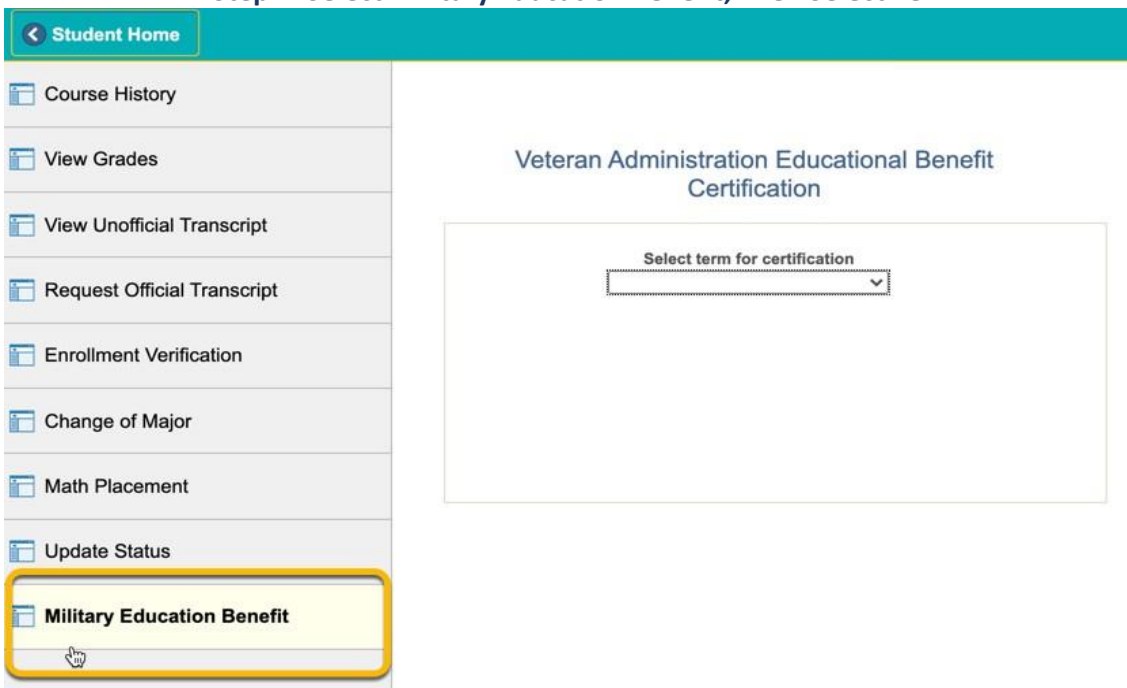 Student Home
Course History
View Grades
View Unofficial Transcript
Request Official Transcript
Enrollment Verification
Change of Major
Math Placement
Update Status
Military Education Benefit
Veteran Administration Educational Benefit
Certification
Select term for certification